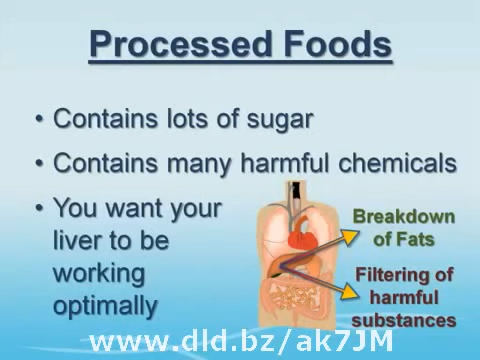 Processed Foods
• Contains lots of sugar
• Contains many harmful chemicals
• You want your
liver to be
working
optimally
Breakdown
of Fats
Filtering of
harmful
substances
www.dld.bz/ak7JM